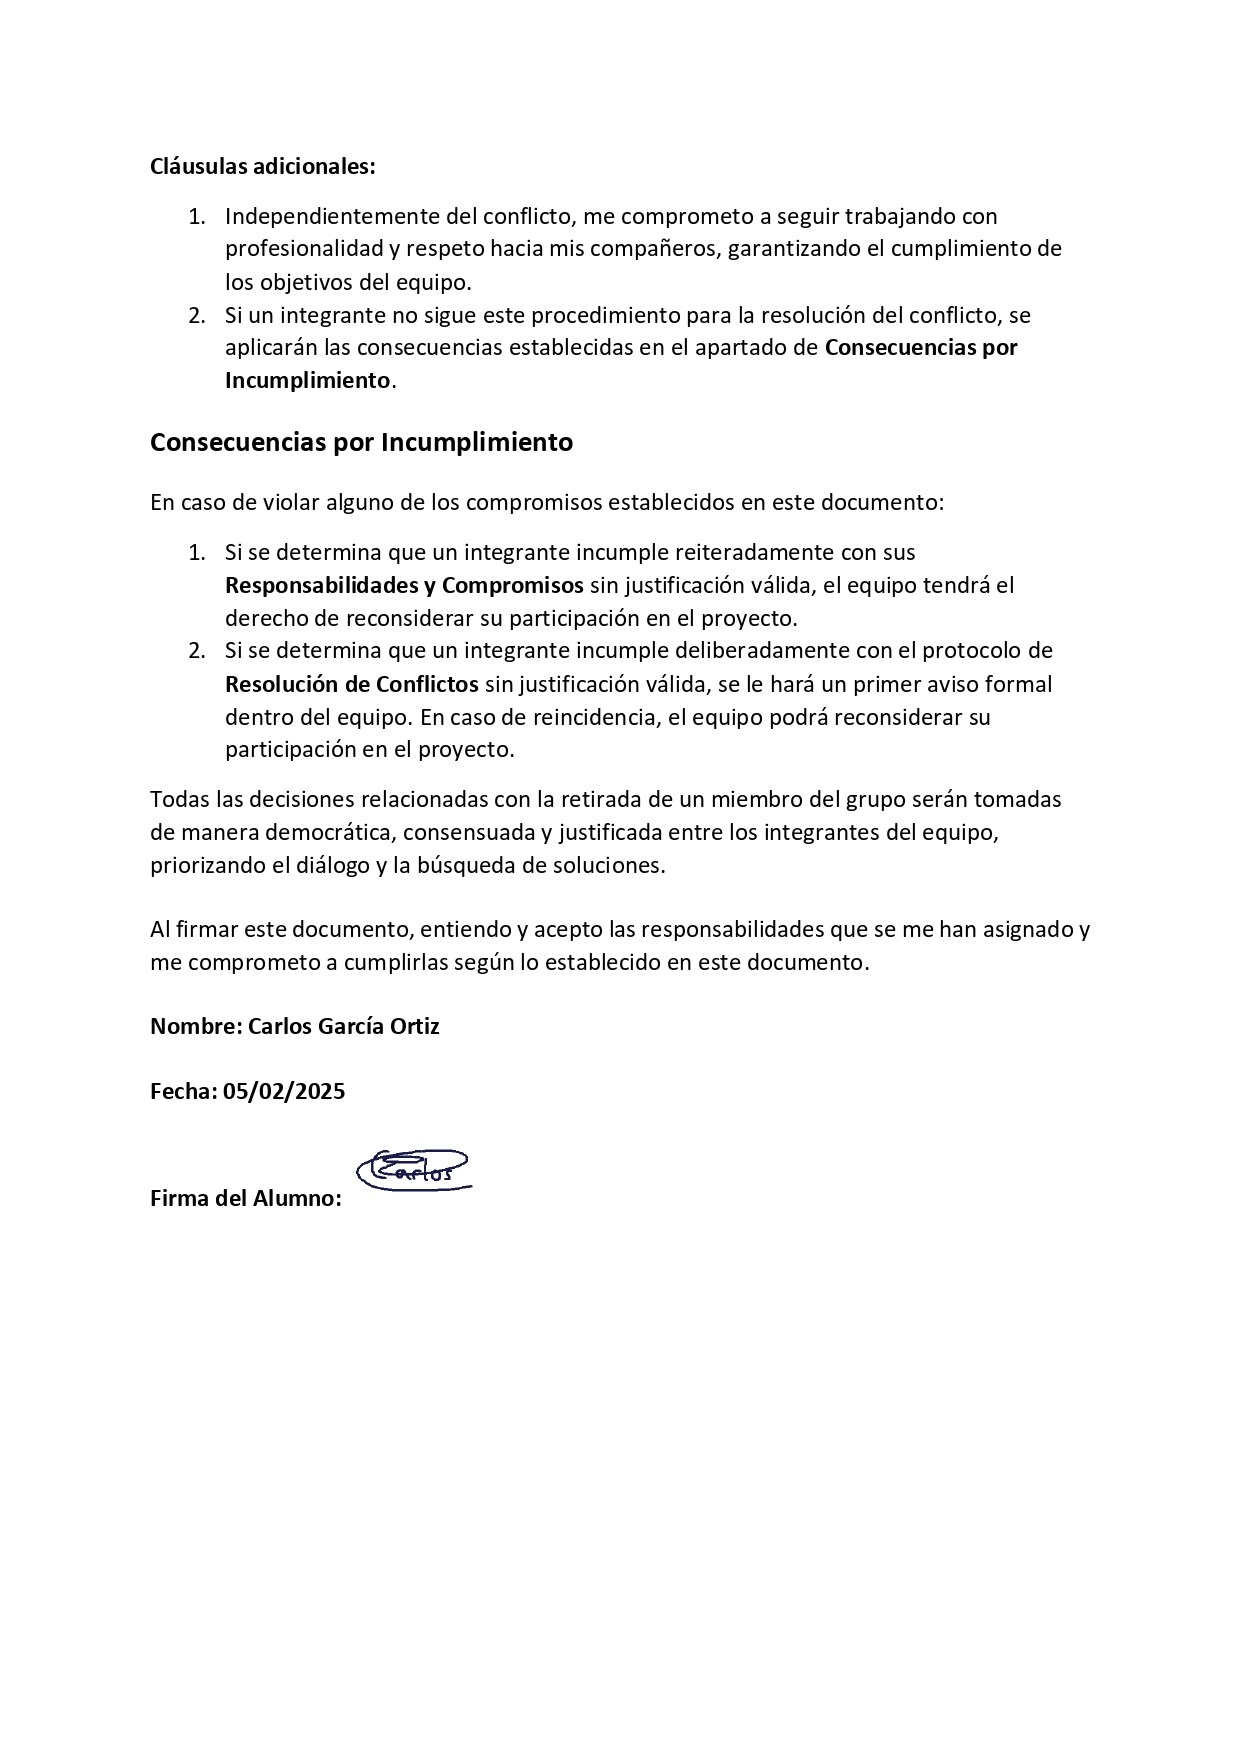 Cláusulas adicionales:
1. Independientemente del conflicto, me comprometo a seguir trabajando con
profesionalidad y respeto hacia mis compañeros, garantizando el cumplimiento de
los objetivos del equipo.
2. Si un integrante no sigue este procedimiento para la resolución del conflicto, se
aplicarán las consecuencias establecidas en el apartado de Consecuencias por
Incumplimiento.
Consecuencias por Incumplimiento
En caso de violar alguno de los compromisos establecidos en este documento:
1. Si se determina que un integrante incumple reiteradamente con sus
Responsabilidades y Compromisos sin justificación válida, el equipo tendrá el
derecho de reconsiderar su participación en el proyecto.
2. Si se determina que un integrante incumple deliberadamente con el protocolo de
Resolución de Conflictos sin justificación válida, se le hará un primer aviso formal
dentro del equipo. En caso de reincidencia, el equipo podrá reconsiderar su
participación en el proyecto.
Todas las decisiones relacionadas con la retirada de un miembro del grupo serán tomadas
de manera democrática, consensuada y justificada entre los integrantes del equipo,
priorizando el diálogo y la búsqueda de soluciones.
Al firmar este documento, entiendo y acepto las responsabilidades que se me han asignado y
me comprometo a cumplirlas según lo establecido en este documento.
Nombre: Carlos García Ortiz
Fecha: 05/02/2025
Carlos
Firma del Alumno: